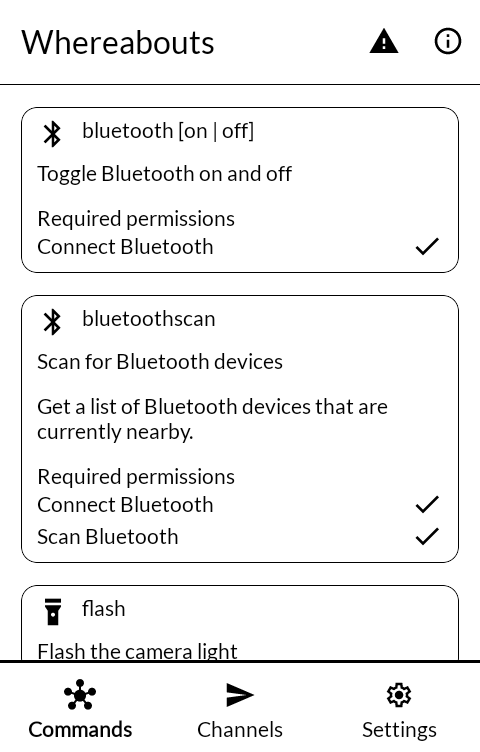 Whereabouts
bluetooth [on | off]
Toggle Bluetooth on and off
Required permissions
Connect Bluetooth
bluetoothscan
Scan for Bluetooth devices
Get a list of Bluetooth devices that are
currently nearby.
Required permissions
Connect Bluetooth
Scan Bluetooth
flash
Flash the camera light
Commands
Channels
Settings